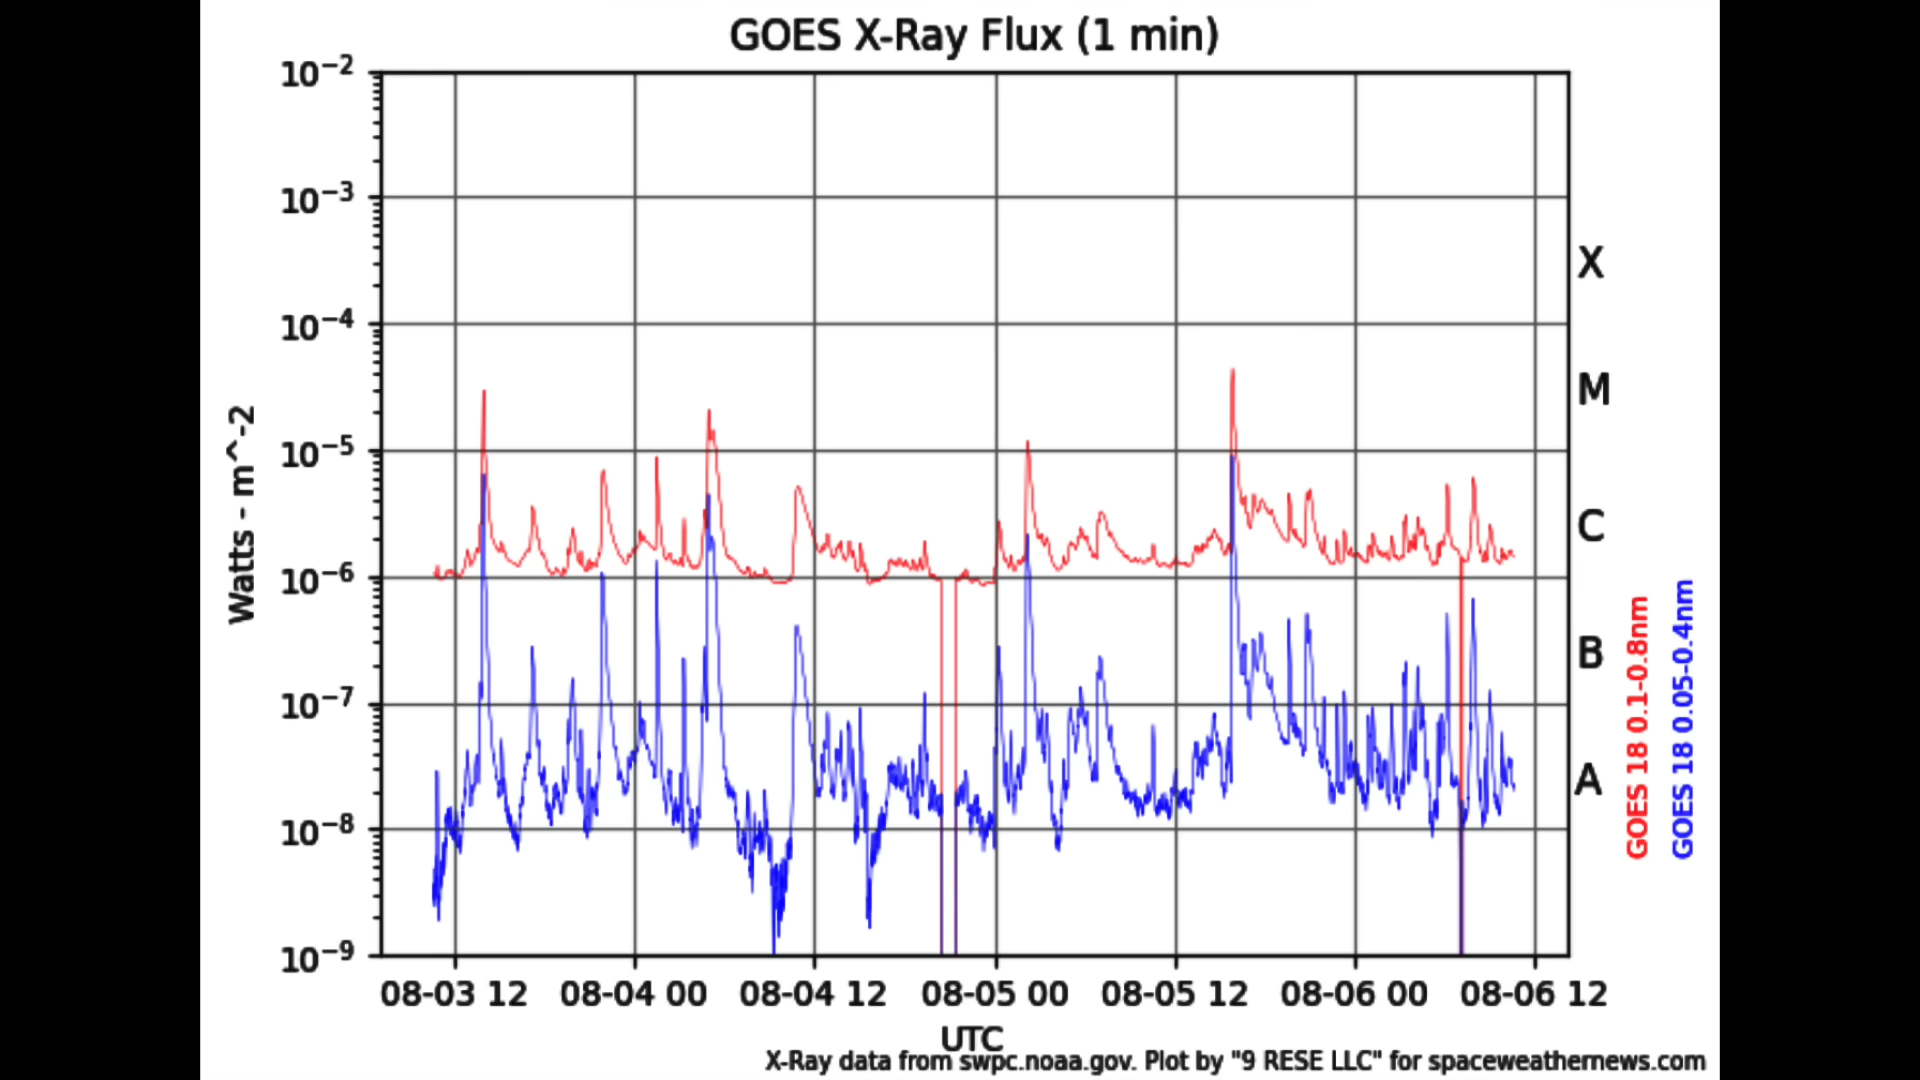 GOES X-Ray Flux (1 min)
10^-2
10^-3
10^-4
10^-5
10^-6
10^-7
10^-8
10^-9
Watts - m^-2
X
M
C
B
A
GOES 18 0.1-0.8nm
GOES 18 0.05-0.4nm
08-03 12 08-04 00 08-04 12 08-05 00 08-05 12 08-06 00 08-06 12
UTC
X-Ray data from swpc.noaa.gov. Plot by "9 RESE LLC" for spaceweathernews.com